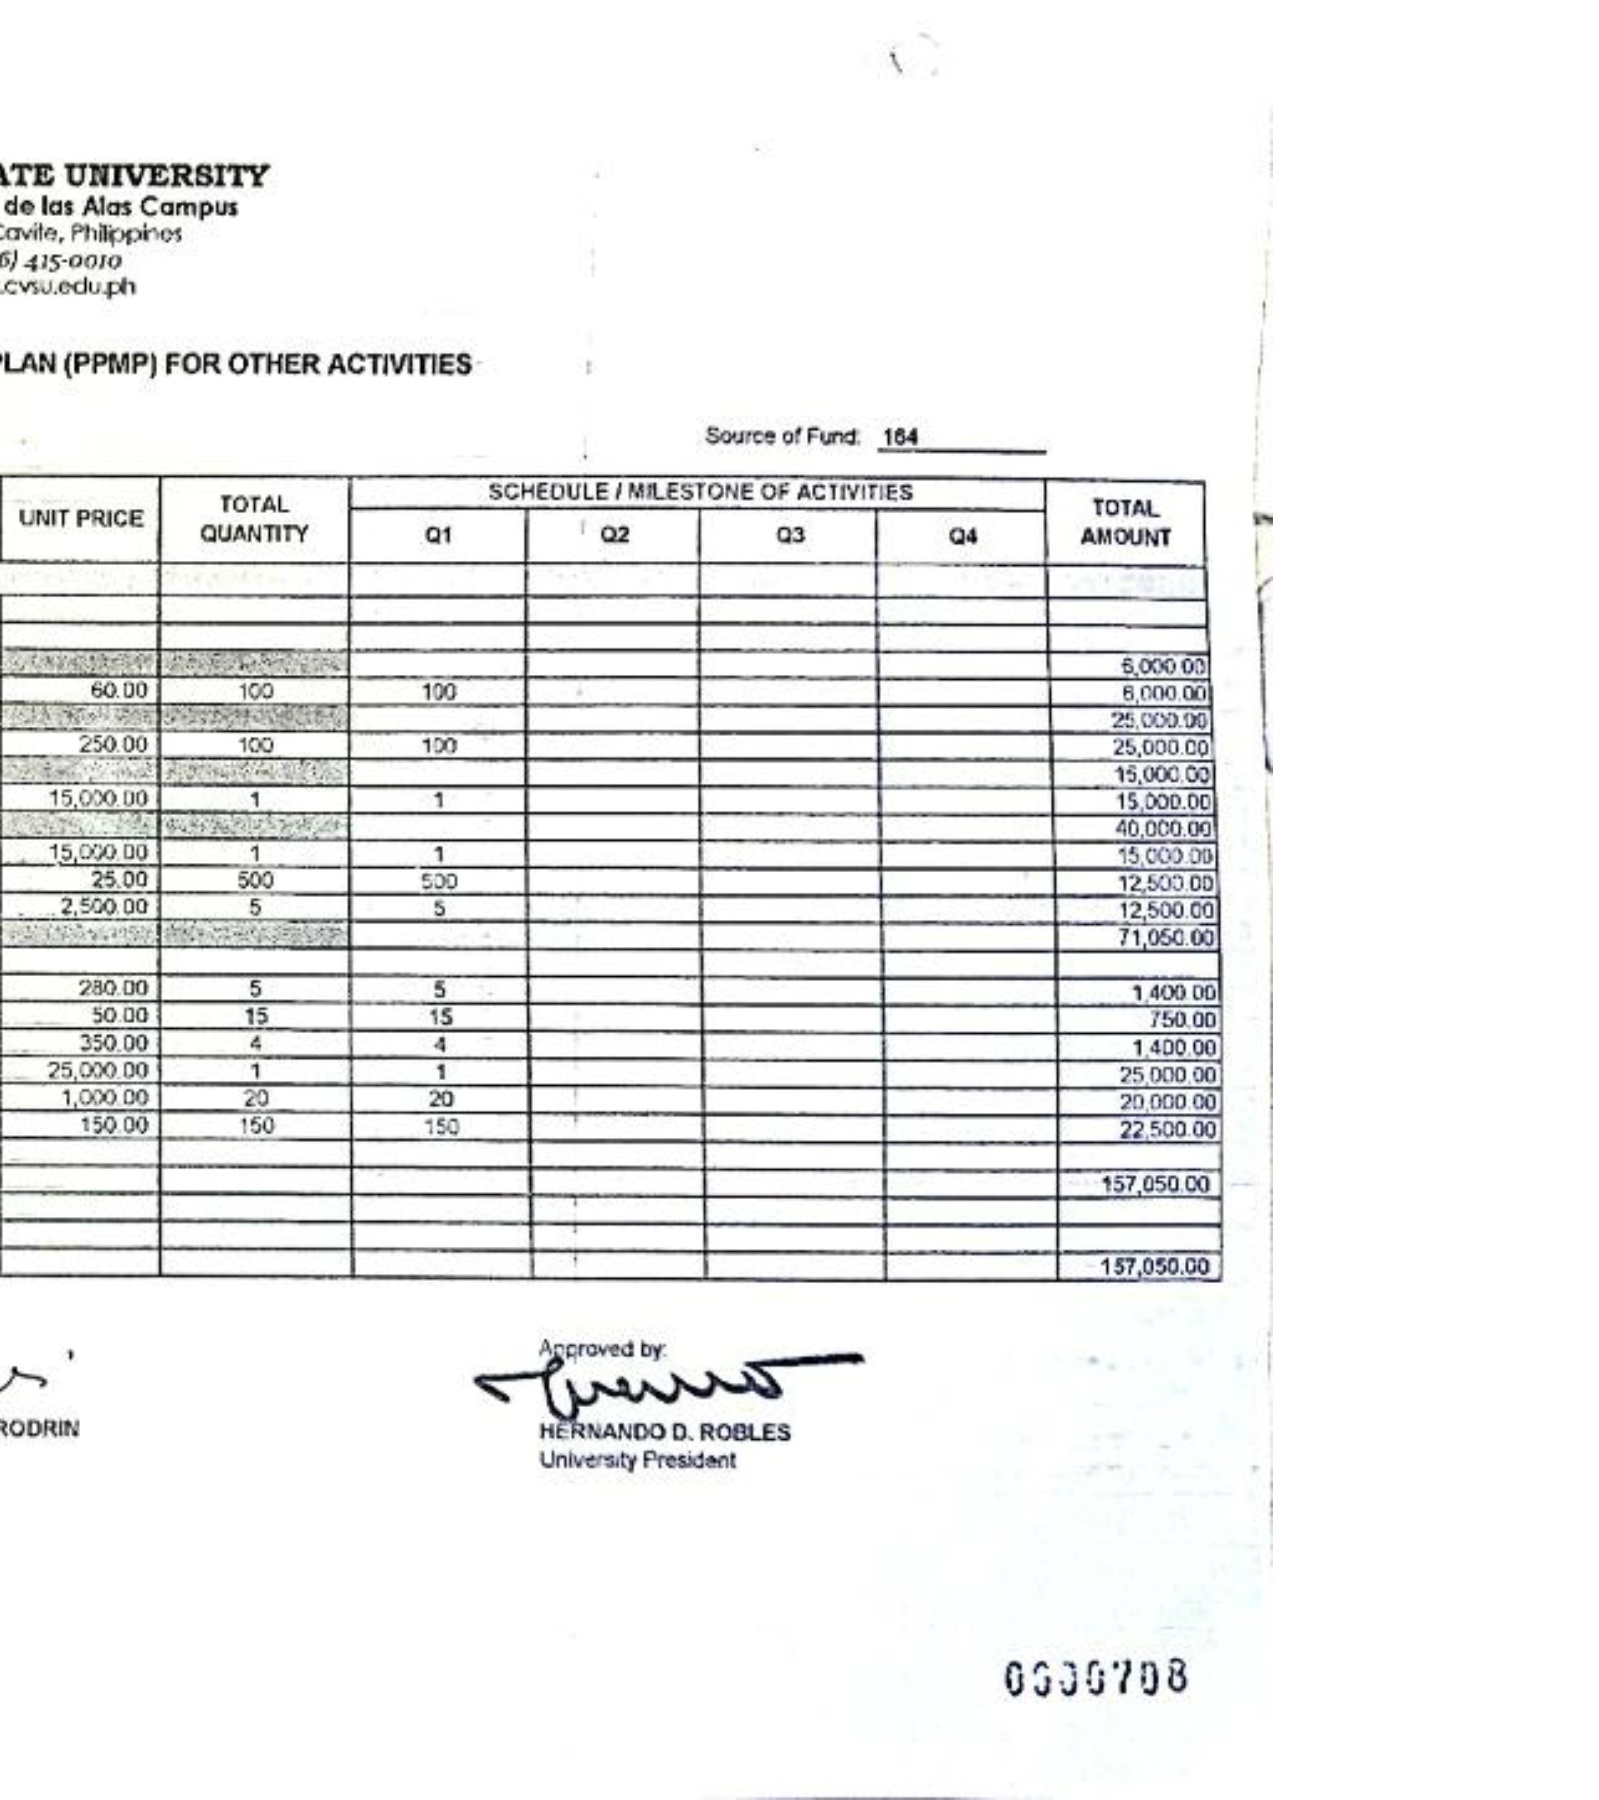 ATE UNIVERSITY
de las Alas Campus
Cavite, Philippines
6) 415-0010
.cvsu.edu.ph
PLAN (PPMP) FOR OTHER ACTIVITIES
Source of Fund: 164
UNIT PRICE TOTAL QUANTITY SCHEDULE / MILESTONE OF ACTIVITIES TOTAL AMOUNT
Q1 Q2 Q3 Q4
6,000.00
60.00 100 100 6,000.00
25,000.00
250.00 100 100 25,000.00
15,000.00
15,000.00 1 1 15,000.00
40,000.00
15,000.00 1 1 15,000.00
25.00 500 500 12,500.00
2,500.00 5 5 12,500.00
71,050.00
280.00 5 5 1,400.00
50.00 15 15 750.00
350.00 4 4 1,400.00
25,000.00 1 1 25,000.00
1,000.00 20 20 20,000.00
150.00 150 150 22,500.00
157,050.00
157,050.00
Approved by:
RODRIN
HERNANDO D. ROBLES
University President
0000708